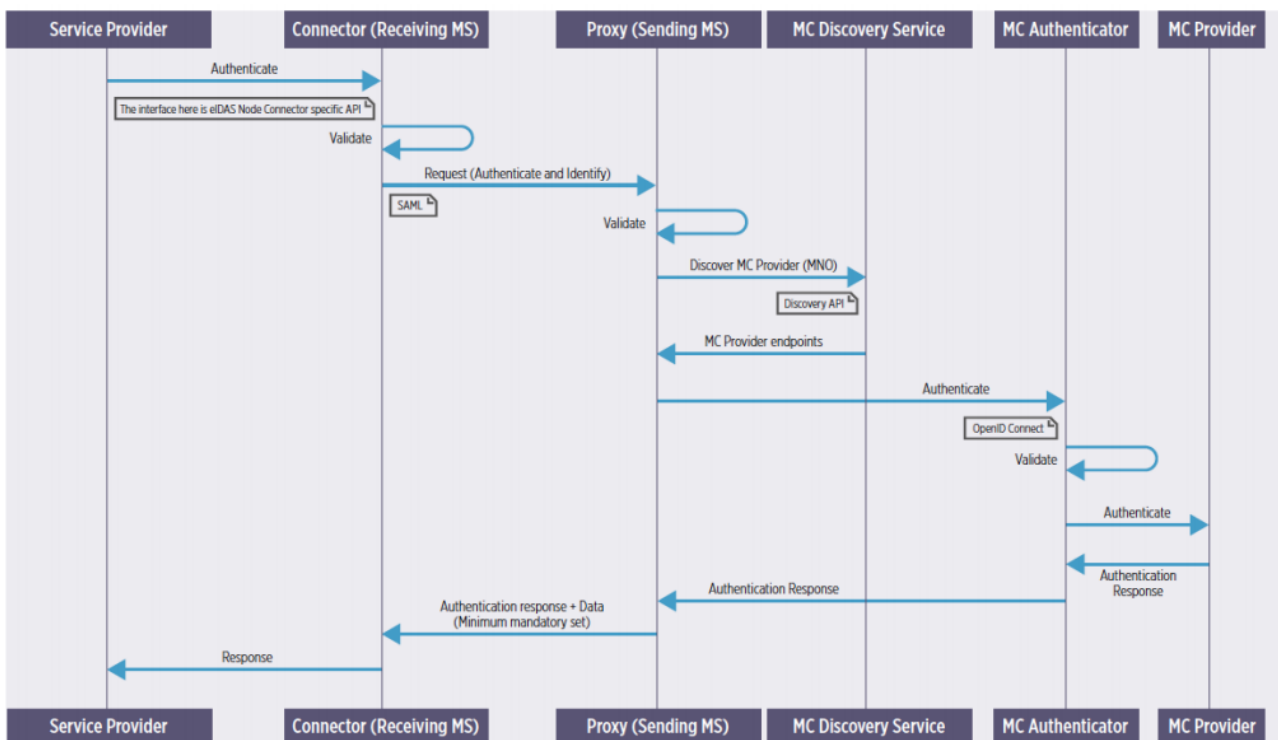 Service Provider
Connector (Receiving MS)
Proxy (Sending MS)
MC Discovery Service
MC Authenticator
MC Provider
Authenticate
The interface here is eIDAS Node Connector specific API
Validate
Request (Authenticate and Identify)
SAML
Validate
Discover MC Provider (MNO)
Discovery API
MC Provider endpoints
Authenticate
OpenID Connect
Validate
Authenticate
Authentication
Response
Authentication Response
Authentication response + Data
(Minimum mandatory set)
Response
Service Provider
Connector (Receiving MS)
Proxy (Sending MS)
MC Discovery Service
MC Authenticator
MC Provider